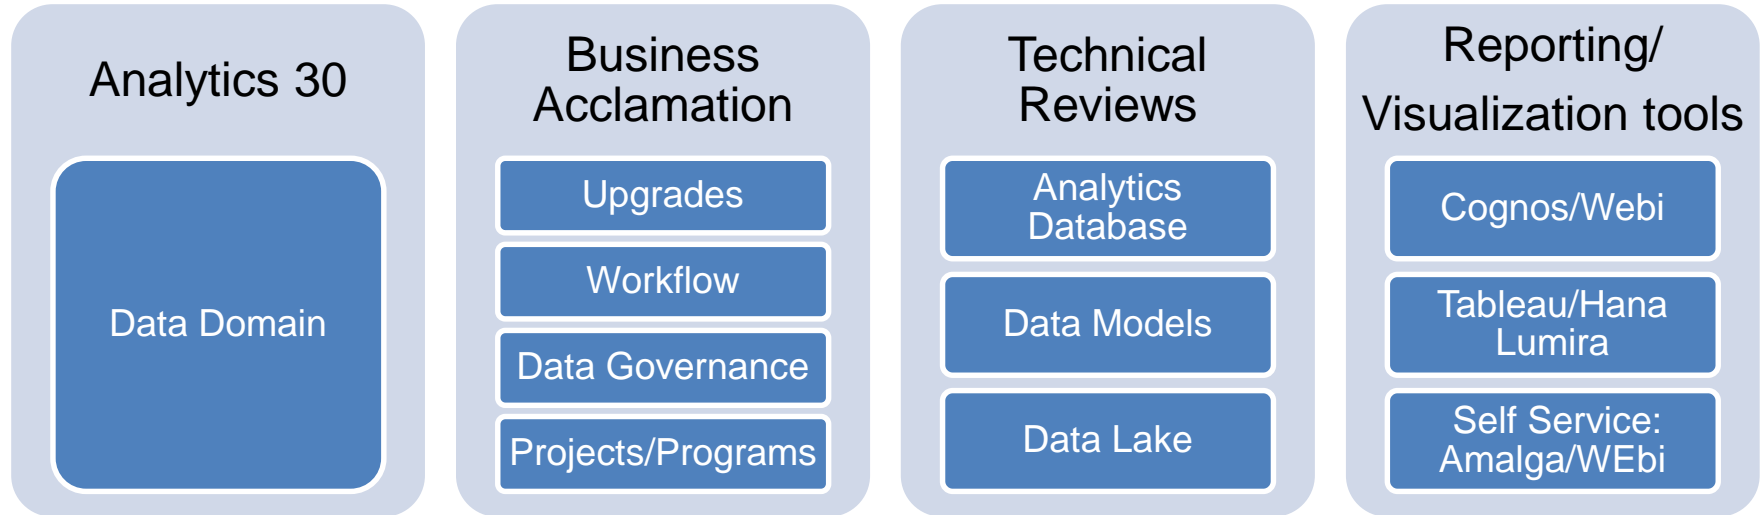 Analytics 30
Data Domain
Business
Acclamation
Upgrades
Workflow
Data Governance
Projects/Programs
Technical
Reviews
Analytics
Database
Data Models
Data Lake
Reporting/
Visualization tools
Cognos/Webi
Tableau/Hana
Lumira
Self Service:
Amalga/WEbi